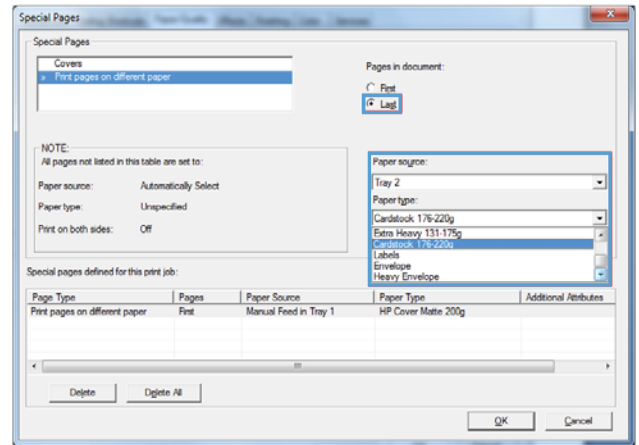 Special Pages
Special Pages
Covers
Print pages on different paper
Pages in document:
First
Last
NOTE:
All pages not listed in this table are set to:
Paper source: Automatically Select
Paper type: Unspecified
Print on both sides: Off
Paper source:
Tray 2
Paper type:
Cardstock 176-220g
Extra Heavy 131-175g
Cardstock 176-220g
Labels
Envelope
Heavy Envelope
Special pages defined for this print job:
Page Type Pages Paper Source Paper Type Additional Attributes
Print pages on different paper First Manual Feed in Tray 1 HP Cover Matte 200g
Delete Delete All
OK Cancel